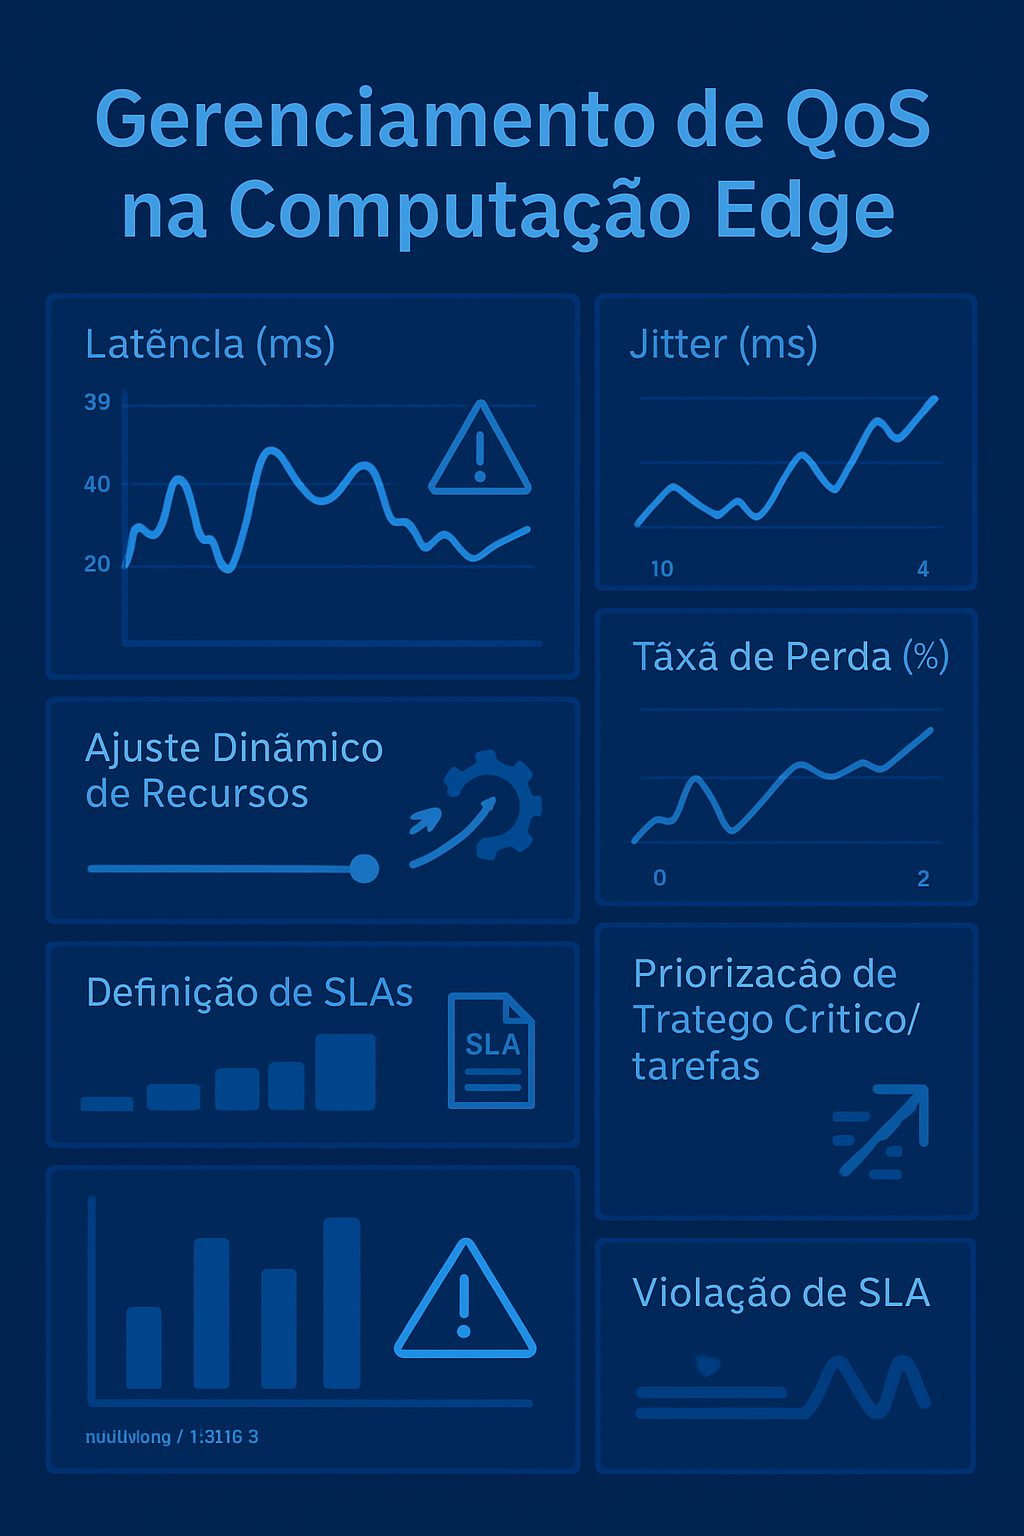 Gerenciamento de QoS
na Computação Edge
Latẽncla (ms)
39
40
20
Jitter (ms)
10 4
Tãxã de Perda (%)
0 2
Ajuste Dinãmico
de Recursos
Definição de SLAs
SLA
Priorizacâo de
Tratego Critico/
tarefas
Violação de SLA
/ 1:3116 3